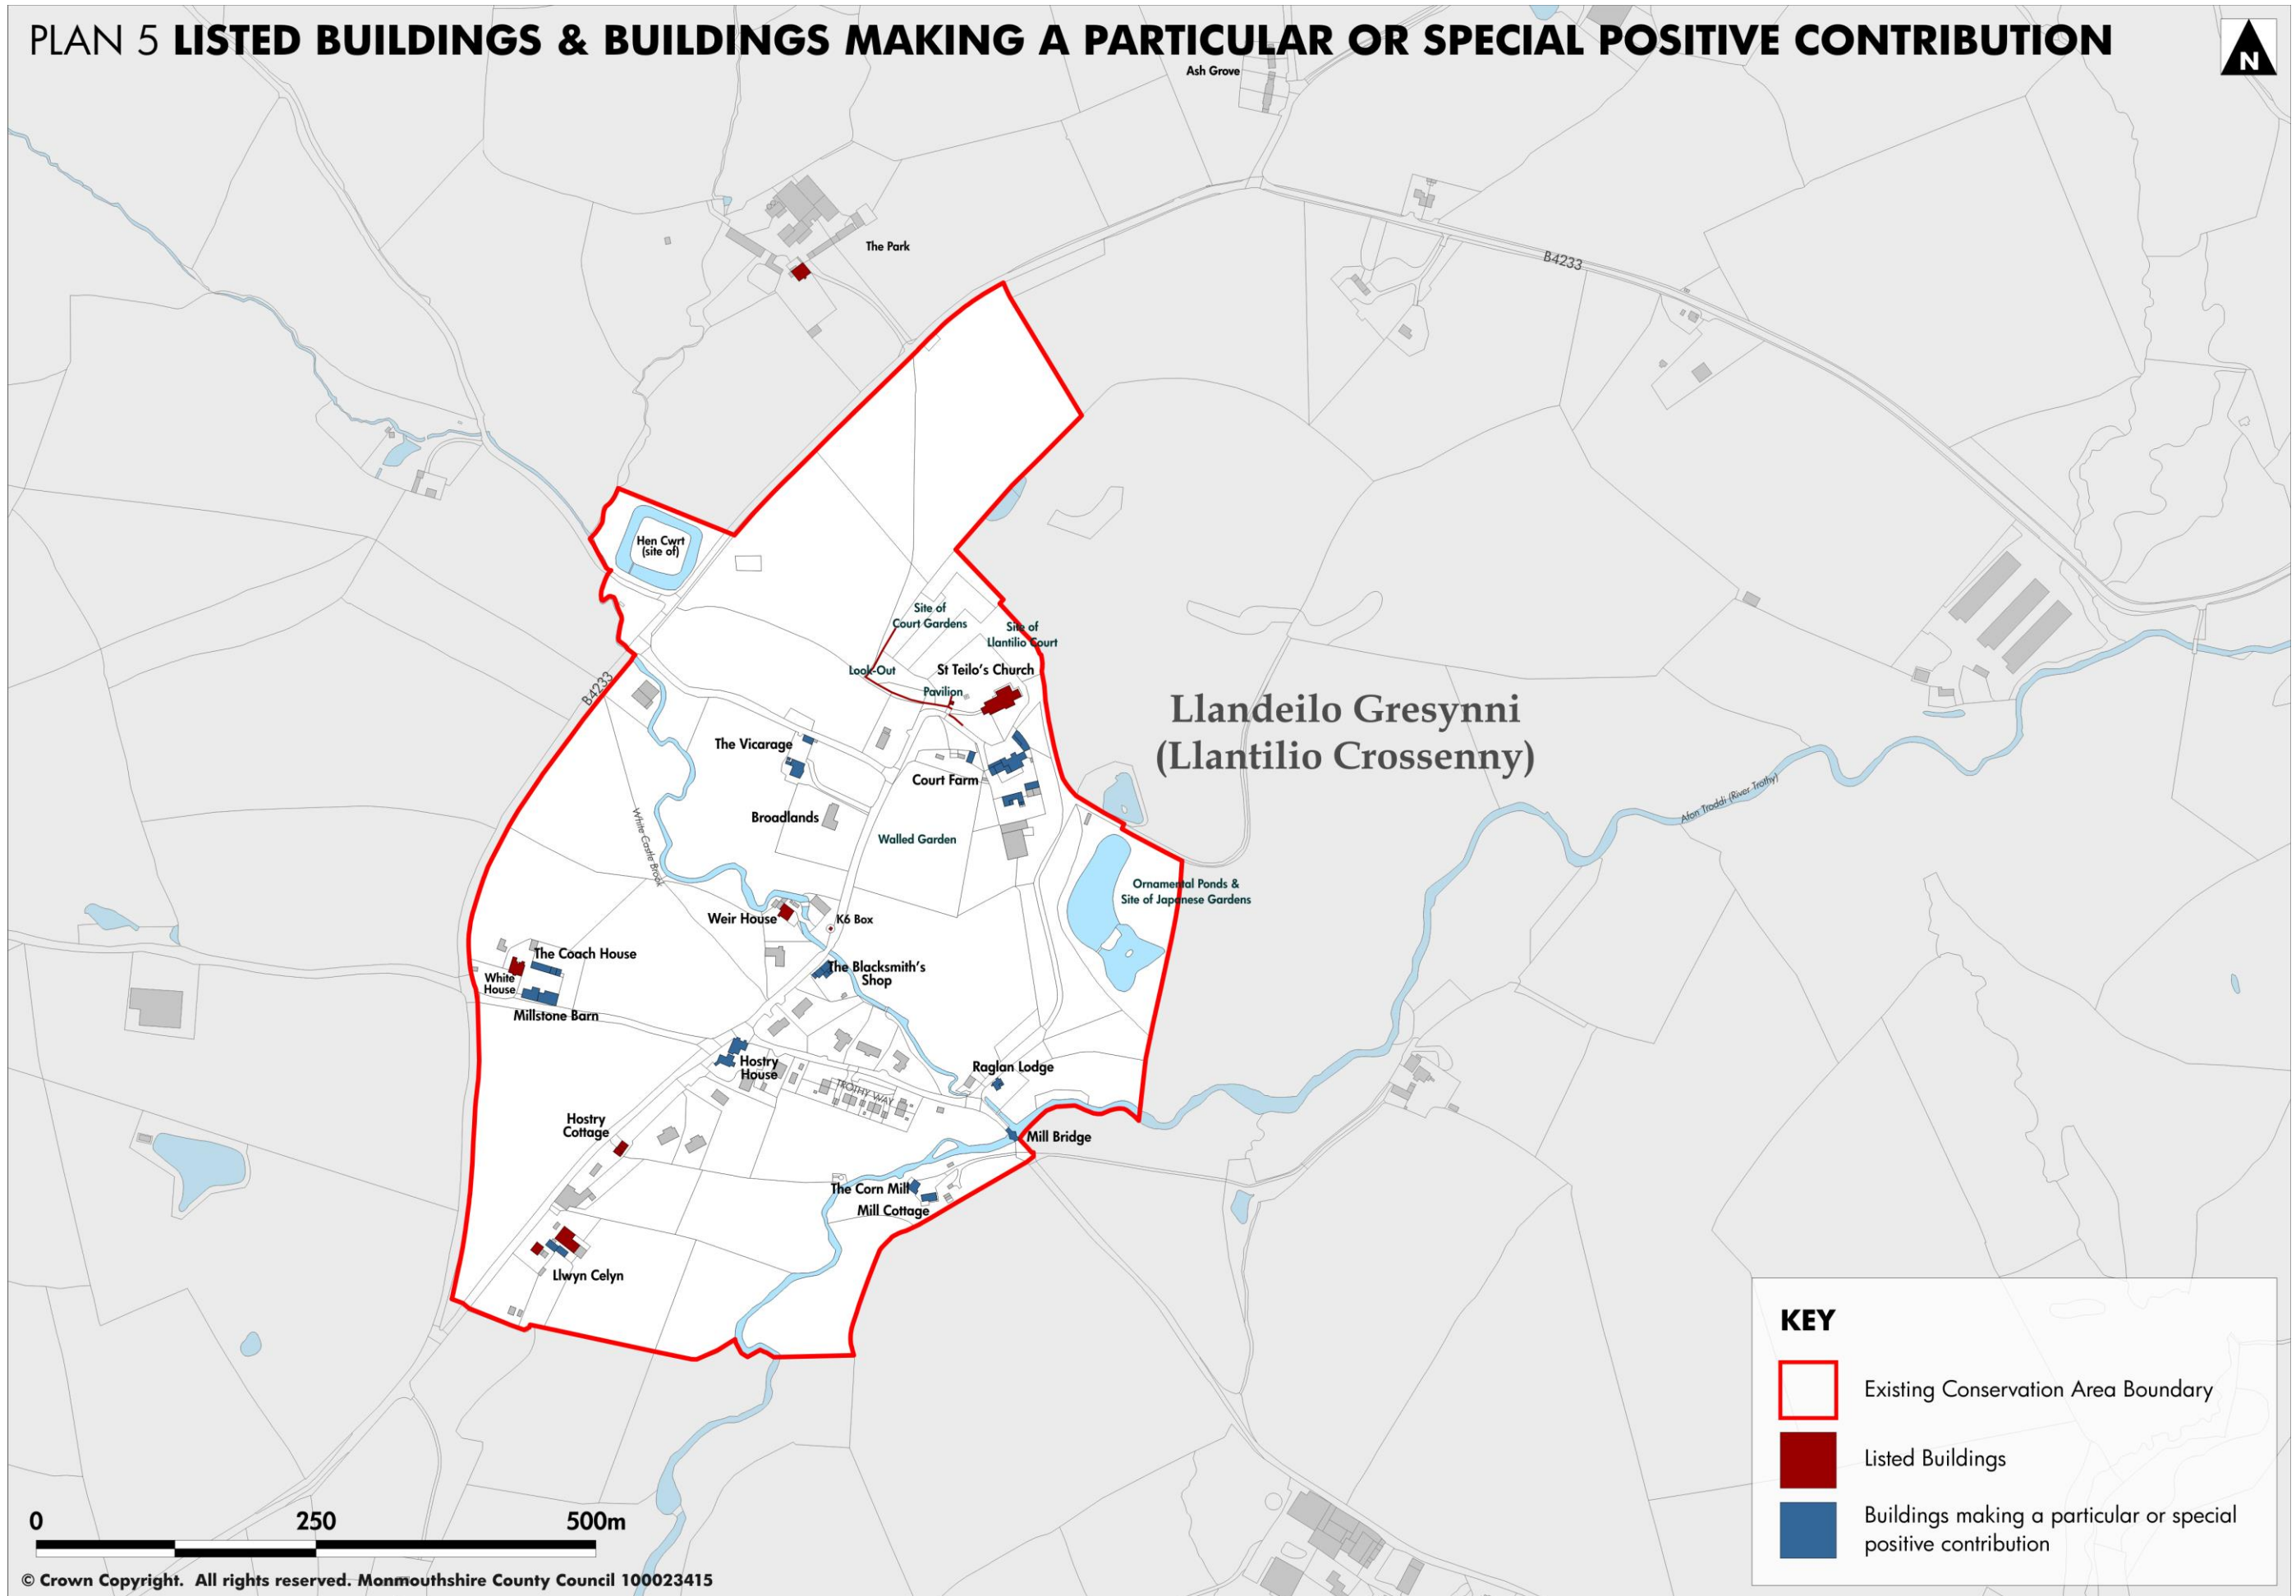 PLAN 5 LISTED BUILDINGS & BUILDINGS MAKING A PARTICULAR OR SPECIAL POSITIVE CONTRIBUTION
N
Ash Grove
The Park
B4233
Hen Cwrt
(site of)
Site of
Court Gardens
Site of
Llantilio Court
Look-Out
St Teilo's Church
Pavilion
B4233
Llandeilo Gresynni
(Llantilio Crossenny)
The Vicarage
Court Farm
Afon Troddi (River Trothy)
Broadlands
Walled Garden
White Castle Brook
Ornamental Ponds &
Site of Japanese Gardens
Weir House
K6 Box
The Coach House
White
House
The Blacksmith's
Shop
Millstone Barn
Hostry
House
Raglan Lodge
TROTHY WAY
Hostry
Cottage
Mill Bridge
The Corn Mill
Mill Cottage
Llwyn Celyn
KEY
Existing Conservation Area Boundary
Listed Buildings
Buildings making a particular or special
positive contribution
0 250 500m
© Crown Copyright. All rights reserved. Monmouthshire County Council 100023415